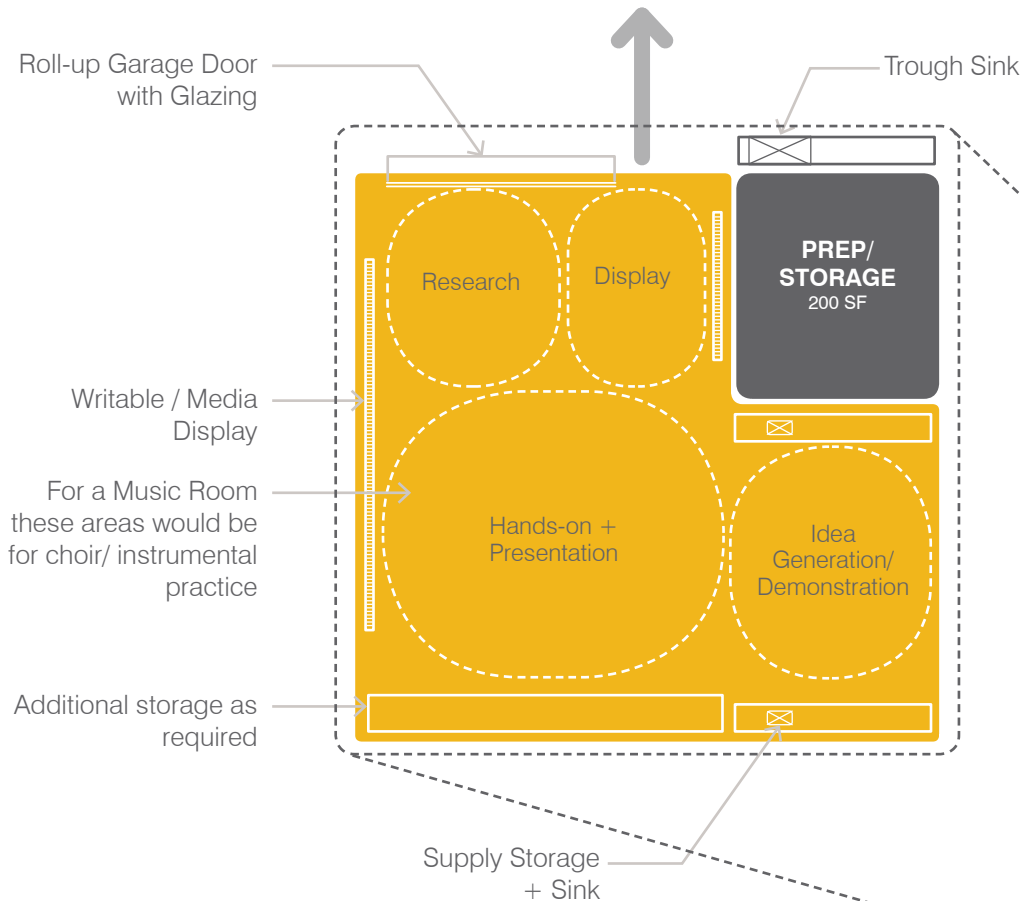 Roll-up Garage Door
with Glazing
Trough Sink
PREP/
STORAGE
200 SF
Research
Display
Writable / Media
Display
For a Music Room
these areas would be
for choir/ instrumental
practice
Hands-on +
Presentation
Idea
Generation/
Demonstration
Additional storage as
required
Supply Storage
+ Sink